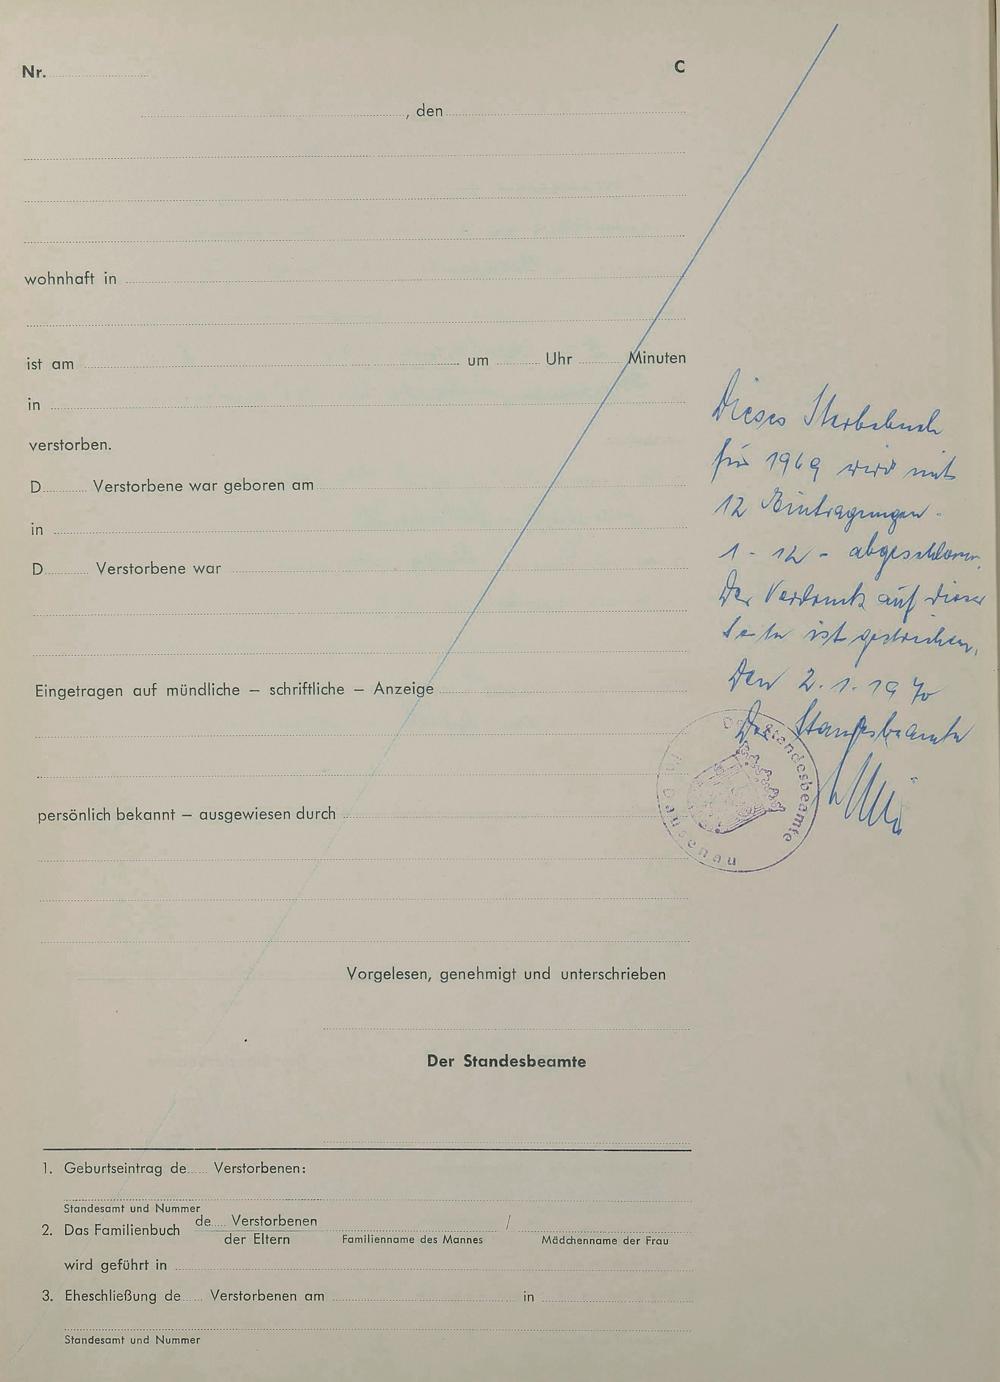 Nr.
C
, den
wohnhaft in
ist am um Uhr Minuten
in
verstorben.
D Verstorbene war geboren am
in
D Verstorbene war
Eingetragen auf mündliche – schriftliche – Anzeige
persönlich bekannt – ausgewiesen durch
Vorgelesen, genehmigt und unterschrieben
Der Standesbeamte
1. Geburtseintrag de Verstorbenen:
Standesamt und Nummer
2. Das Familienbuch de Verstorbenen /
der Eltern Familienname des Mannes Mädchenname der Frau
wird geführt in
3. Eheschließung de Verstorbenen am in
Standesamt und Nummer
Dieses Sterbebuch
für 1969 wird mit
12 Eintragungen -
1 - 12 - abgeschlossen.
Der Vordruck auf dieser
Seite ist gestrichen.
Den 2.1.1970
Der Standesbeamte
Der Standesbeamte
in Dausenau